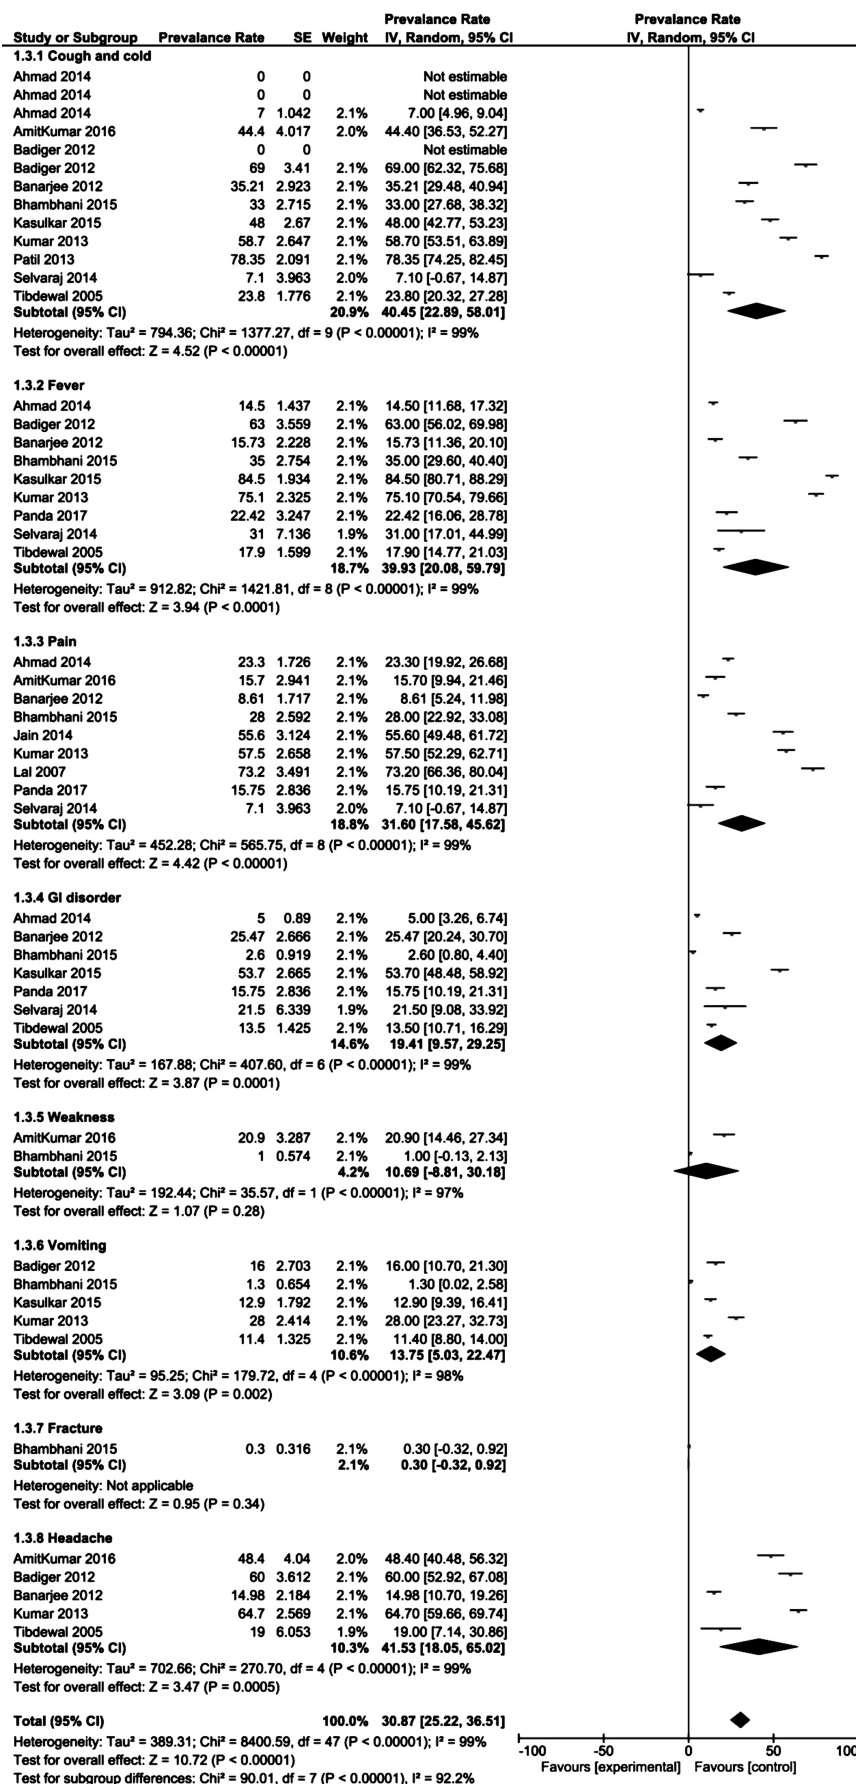 Prevalance Rate Prevalance Rate
Study or Subgroup Prevalance Rate SE Weight IV, Random, 95% CI IV, Random, 95% CI
1.3.1 Cough and cold
Ahmad 2014 0 0 Not estimable
Ahmad 2014 0 0 Not estimable
Ahmad 2014 7 1.042 2.1% 7.00 [4.96, 9.04]
AmitKumar 2016 44.4 4.017 2.0% 44.40 [36.53, 52.27]
Badiger 2012 0 0 Not estimable
Badiger 2012 69 3.41 2.1% 69.00 [62.32, 75.68]
Banarjee 2012 35.21 2.923 2.1% 35.21 [29.48, 40.94]
Bhambhani 2015 33 2.715 2.1% 33.00 [27.68, 38.32]
Kasulkar 2015 48 2.67 2.1% 48.00 [42.77, 53.23]
Kumar 2013 58.7 2.647 2.1% 58.70 [53.51, 63.89]
Patil 2013 78.35 2.091 2.1% 78.35 [74.25, 82.45]
Selvaraj 2014 7.1 3.963 2.0% 7.10 [-0.67, 14.87]
Tibdewal 2005 23.8 1.776 2.1% 23.80 [20.32, 27.28]
Subtotal (95% CI) 20.9% 40.45 [22.89, 58.01]
Heterogeneity: Tau² = 794.36; Chi² = 1377.27, df = 9 (P < 0.00001); I² = 99%
Test for overall effect: Z = 4.52 (P < 0.00001)
1.3.2 Fever
Ahmad 2014 14.5 1.437 2.1% 14.50 [11.68, 17.32]
Badiger 2012 63 3.559 2.1% 63.00 [56.02, 69.98]
Banarjee 2012 15.73 2.228 2.1% 15.73 [11.36, 20.10]
Bhambhani 2015 35 2.754 2.1% 35.00 [29.60, 40.40]
Kasulkar 2015 84.5 1.934 2.1% 84.50 [80.71, 88.29]
Kumar 2013 75.1 2.325 2.1% 75.10 [70.54, 79.66]
Panda 2017 22.42 3.247 2.1% 22.42 [16.06, 28.78]
Selvaraj 2014 31 7.136 1.9% 31.00 [17.01, 44.99]
Tibdewal 2005 17.9 1.599 2.1% 17.90 [14.77, 21.03]
Subtotal (95% CI) 18.7% 39.93 [20.08, 59.79]
Heterogeneity: Tau² = 912.82; Chi² = 1421.81, df = 8 (P < 0.00001); I² = 99%
Test for overall effect: Z = 3.94 (P < 0.0001)
1.3.3 Pain
Ahmad 2014 23.3 1.726 2.1% 23.30 [19.92, 26.68]
AmitKumar 2016 15.7 2.941 2.1% 15.70 [9.94, 21.46]
Banarjee 2012 8.61 1.717 2.1% 8.61 [5.24, 11.98]
Bhambhani 2015 28 2.592 2.1% 28.00 [22.92, 33.08]
Jain 2014 55.6 3.124 2.1% 55.60 [49.48, 61.72]
Kumar 2013 57.5 2.658 2.1% 57.50 [52.29, 62.71]
Lal 2007 73.2 3.491 2.1% 73.20 [66.36, 80.04]
Panda 2017 15.75 2.836 2.1% 15.75 [10.19, 21.31]
Selvaraj 2014 7.1 3.963 2.0% 7.10 [-0.67, 14.87]
Subtotal (95% CI) 18.8% 31.60 [17.58, 45.62]
Heterogeneity: Tau² = 452.28; Chi² = 565.75, df = 8 (P < 0.00001); I² = 99%
Test for overall effect: Z = 4.42 (P < 0.00001)
1.3.4 GI disorder
Ahmad 2014 5 0.89 2.1% 5.00 [3.26, 6.74]
Banarjee 2012 25.47 2.666 2.1% 25.47 [20.24, 30.70]
Bhambhani 2015 2.6 0.919 2.1% 2.60 [0.80, 4.40]
Kasulkar 2015 53.7 2.665 2.1% 53.70 [48.48, 58.92]
Panda 2017 15.75 2.836 2.1% 15.75 [10.19, 21.31]
Selvaraj 2014 21.5 6.339 1.9% 21.50 [9.08, 33.92]
Tibdewal 2005 13.5 1.425 2.1% 13.50 [10.71, 16.29]
Subtotal (95% CI) 14.6% 19.41 [9.57, 29.25]
Heterogeneity: Tau² = 167.88; Chi² = 407.60, df = 6 (P < 0.00001); I² = 99%
Test for overall effect: Z = 3.87 (P = 0.0001)
1.3.5 Weakness
AmitKumar 2016 20.9 3.287 2.1% 20.90 [14.46, 27.34]
Bhambhani 2015 1 0.574 2.1% 1.00 [-0.13, 2.13]
Subtotal (95% CI) 4.2% 10.69 [-8.81, 30.18]
Heterogeneity: Tau² = 192.44; Chi² = 35.57, df = 1 (P < 0.00001); I² = 97%
Test for overall effect: Z = 1.07 (P = 0.28)
1.3.6 Vomiting
Badiger 2012 16 2.703 2.1% 16.00 [10.70, 21.30]
Bhambhani 2015 1.3 0.654 2.1% 1.30 [0.02, 2.58]
Kasulkar 2015 12.9 1.792 2.1% 12.90 [9.39, 16.41]
Kumar 2013 28 2.414 2.1% 28.00 [23.27, 32.73]
Tibdewal 2005 11.4 1.325 2.1% 11.40 [8.80, 14.00]
Subtotal (95% CI) 10.6% 13.75 [5.03, 22.47]
Heterogeneity: Tau² = 95.25; Chi² = 179.72, df = 4 (P < 0.00001); I² = 98%
Test for overall effect: Z = 3.09 (P = 0.002)
1.3.7 Fracture
Bhambhani 2015 0.3 0.316 2.1% 0.30 [-0.32, 0.92]
Subtotal (95% CI) 2.1% 0.30 [-0.32, 0.92]
Heterogeneity: Not applicable
Test for overall effect: Z = 0.95 (P = 0.34)
1.3.8 Headache
AmitKumar 2016 48.4 4.04 2.0% 48.40 [40.48, 56.32]
Badiger 2012 60 3.612 2.1% 60.00 [52.92, 67.08]
Banarjee 2012 14.98 2.184 2.1% 14.98 [10.70, 19.26]
Kumar 2013 64.7 2.569 2.1% 64.70 [59.66, 69.74]
Tibdewal 2005 19 6.053 1.9% 19.00 [7.14, 30.86]
Subtotal (95% CI) 10.3% 41.53 [18.05, 65.02]
Heterogeneity: Tau² = 702.66; Chi² = 270.70, df = 4 (P < 0.00001); I² = 99%
Test for overall effect: Z = 3.47 (P = 0.0005)
Total (95% CI) 100.0% 30.87 [25.22, 36.51]
Heterogeneity: Tau² = 389.31; Chi² = 8400.59, df = 47 (P < 0.00001); I² = 99%
Test for overall effect: Z = 10.72 (P < 0.00001)
Test for subgroup differences: Chi² = 90.01, df = 7 (P < 0.00001), I² = 92.2%
-100 -50 0 50 100
Favours [experimental] Favours [control]